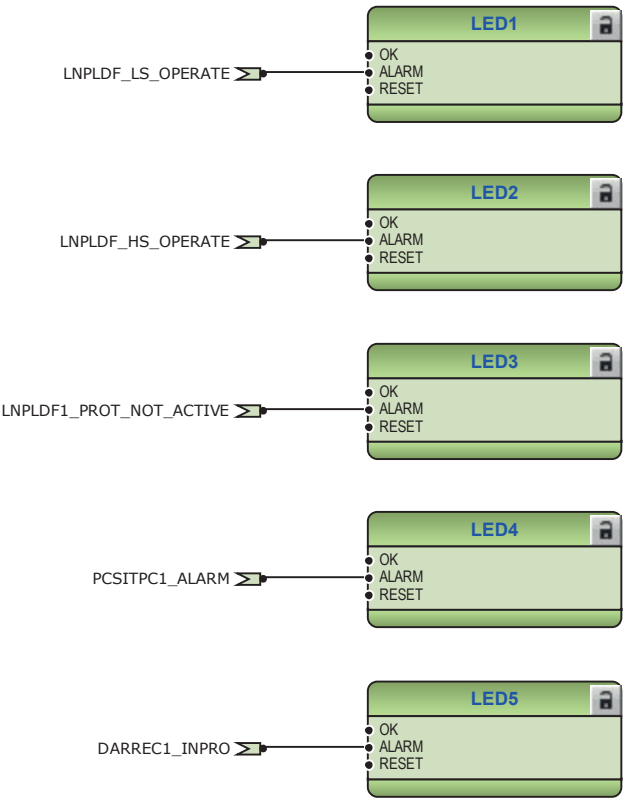 LED1
OK
LNPLDF_LS_OPERATE ALARM
RESET
LED2
OK
LNPLDF_HS_OPERATE ALARM
RESET
LED3
OK
LNPLDF1_PROT_NOT_ACTIVE ALARM
RESET
LED4
OK
PCSITPC1_ALARM ALARM
RESET
LED5
OK
DARREC1_INPRO ALARM
RESET